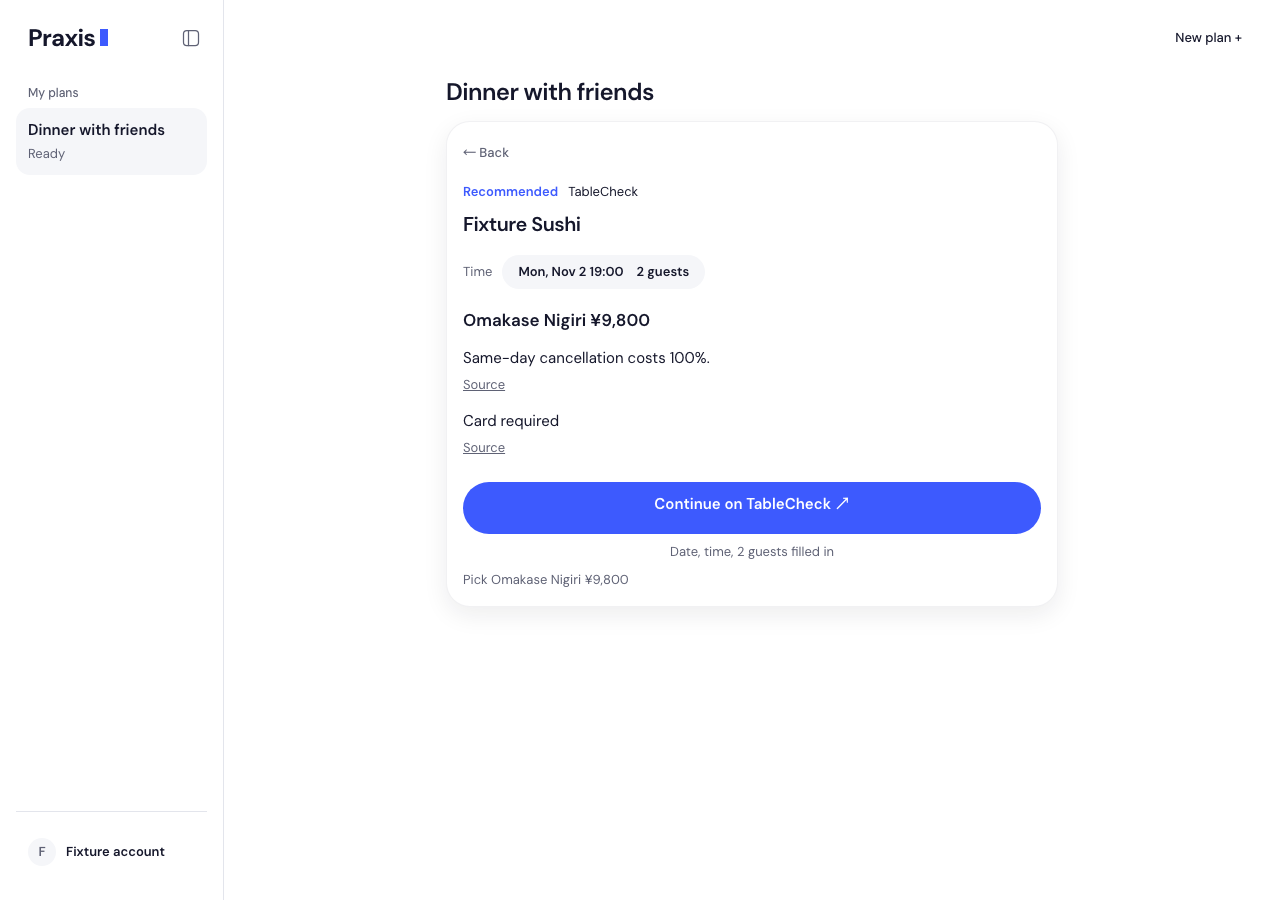 Praxis
New plan +
My plans
Dinner with friends
Ready
Dinner with friends
← Back
Recommended TableCheck
Fixture Sushi
Time Mon, Nov 2 19:00 2 guests
Omakase Nigiri ¥9,800
Same-day cancellation costs 100%.
Source
Card required
Source
Continue on TableCheck ↗
Date, time, 2 guests filled in
Pick Omakase Nigiri ¥9,800
F Fixture account